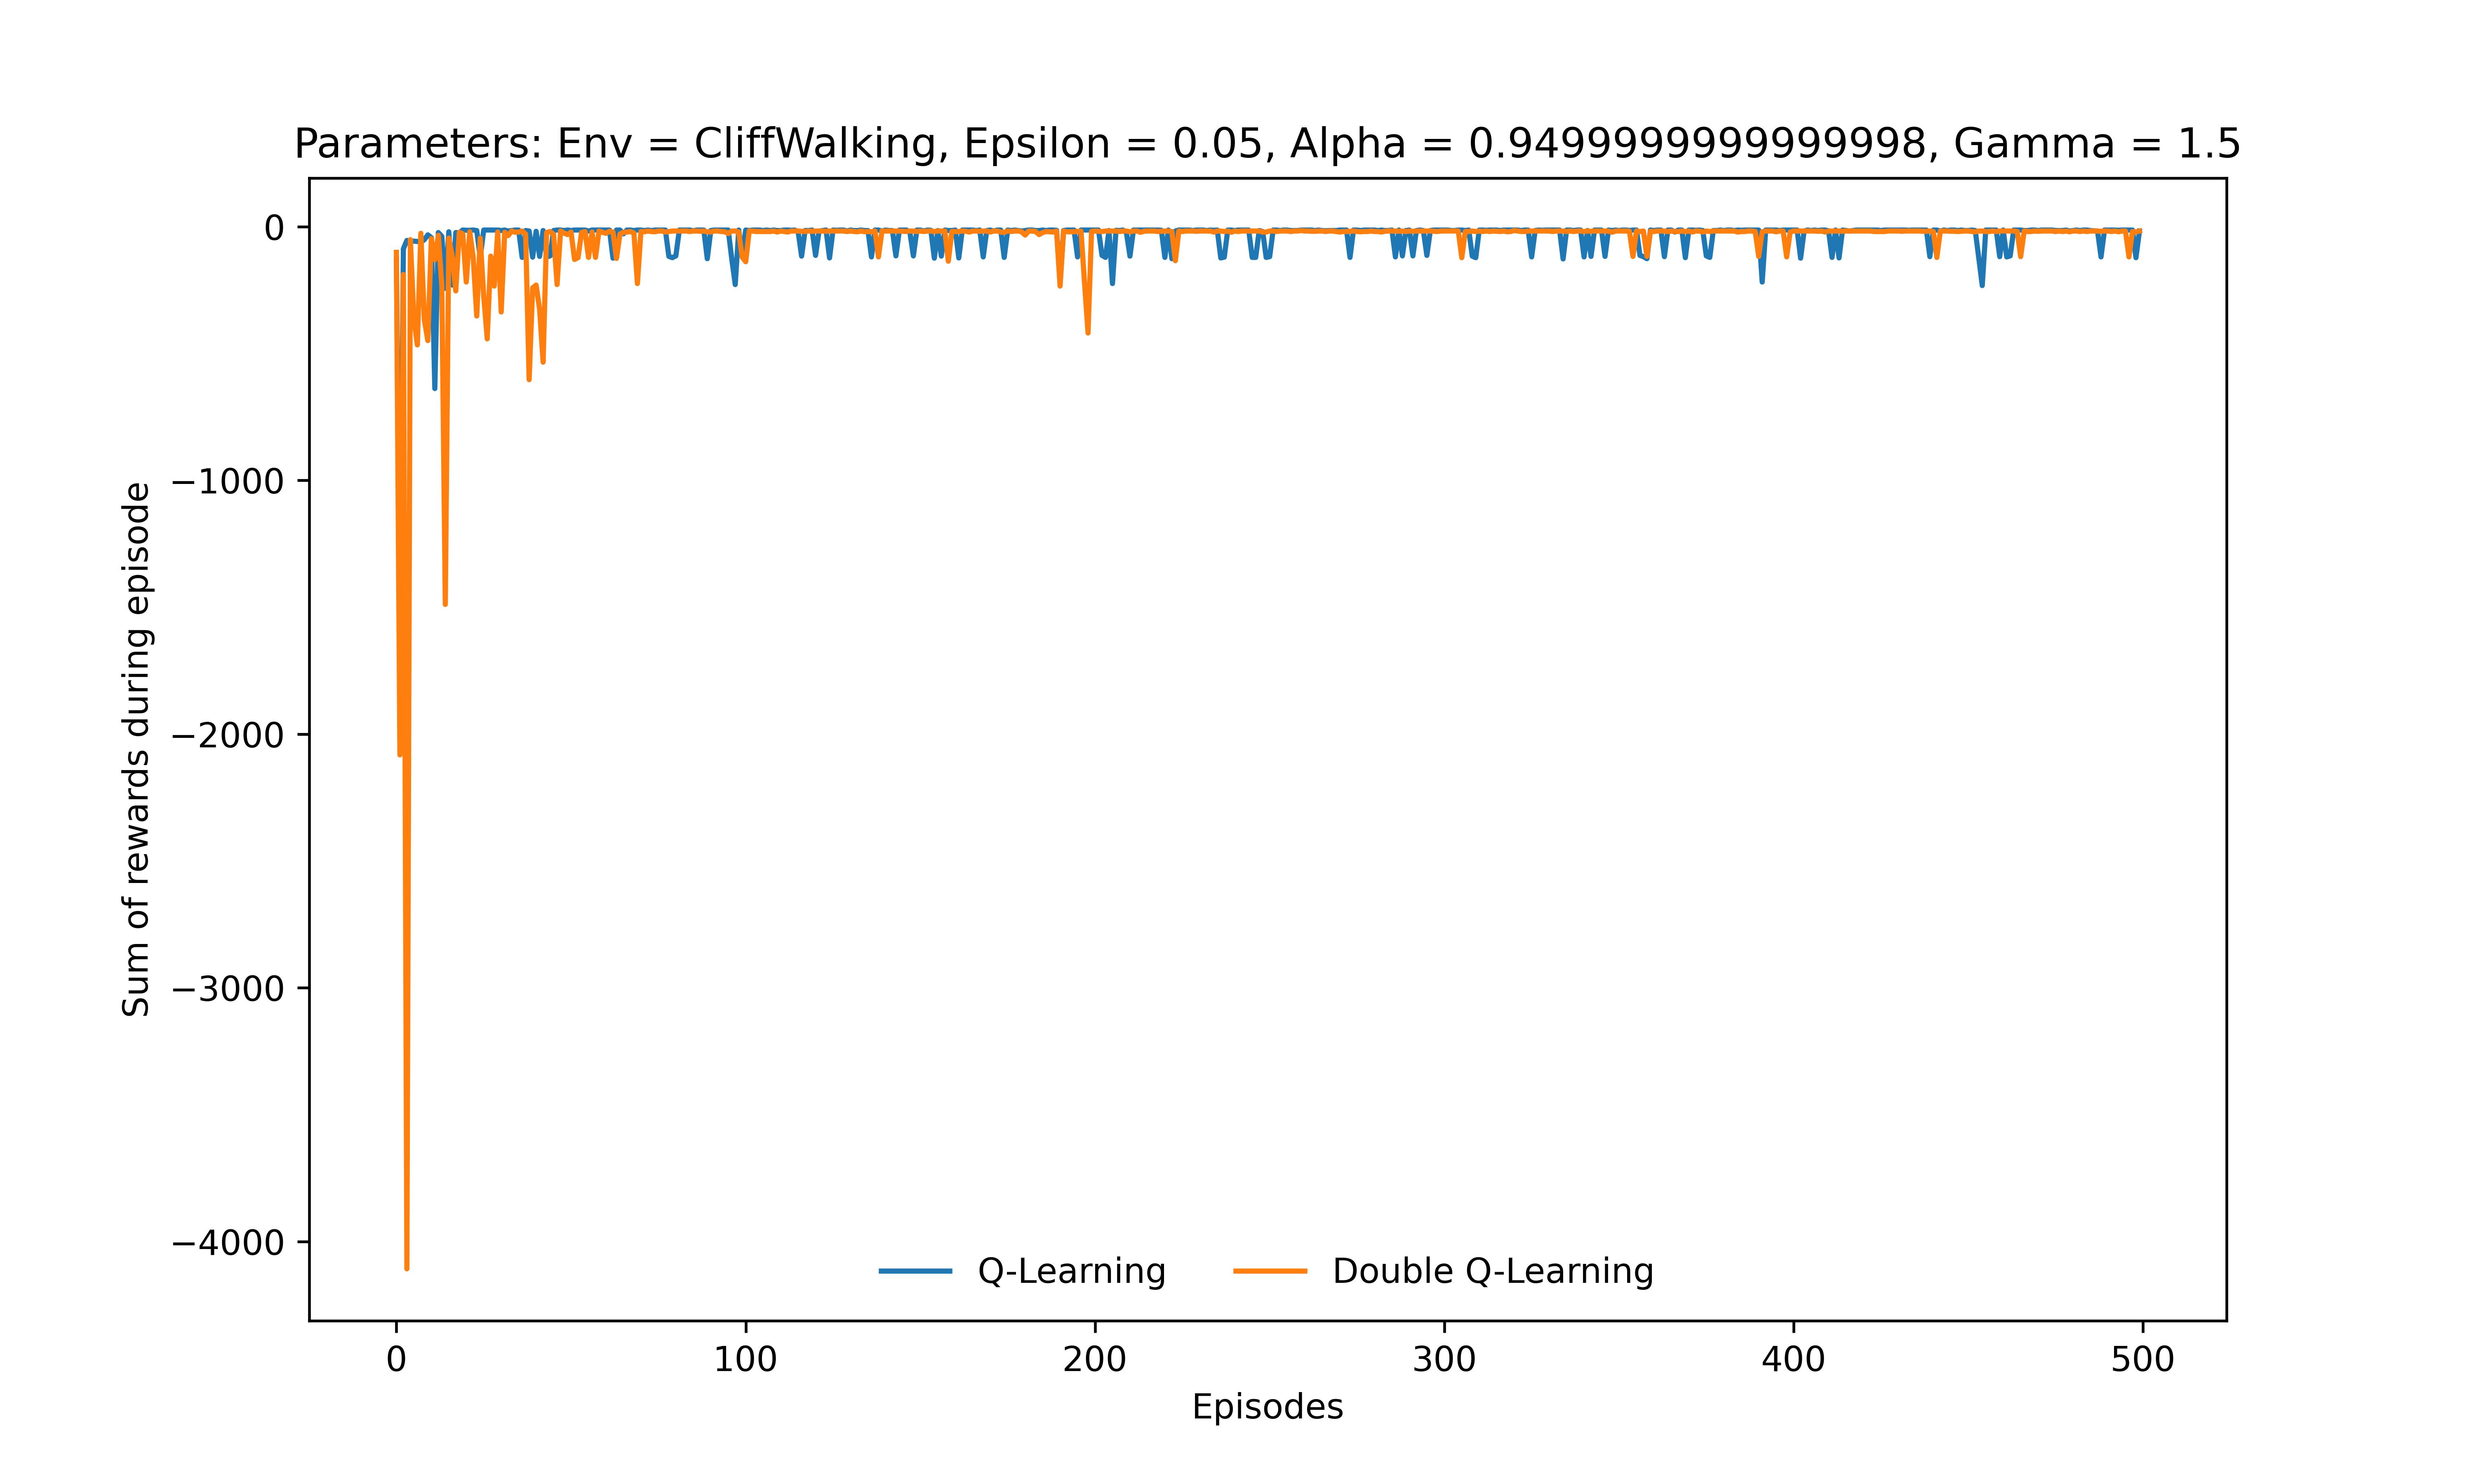 Parameters: Env = CliffWalking, Epsilon = 0.05, Alpha = 0.9499999999999998, Gamma = 1.5
Sum of rewards during episode
0
−1000
−2000
−3000
−4000
Q-Learning
Double Q-Learning
0
100
200
300
400
500
Episodes